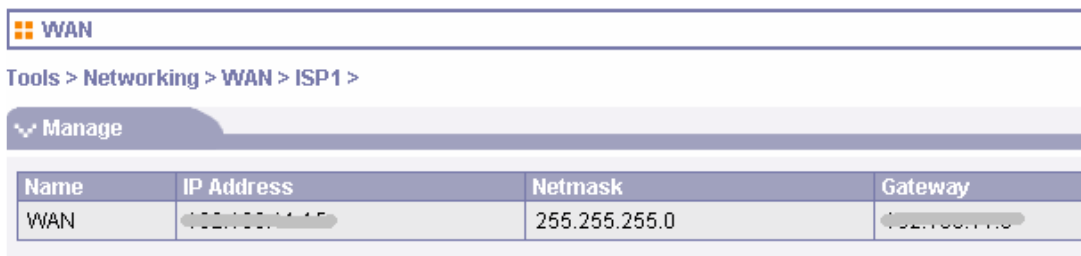 WAN
Tools > Networking > WAN > ISP1 >
Manage
Name IP Address Netmask Gateway
WAN 255.255.255.0